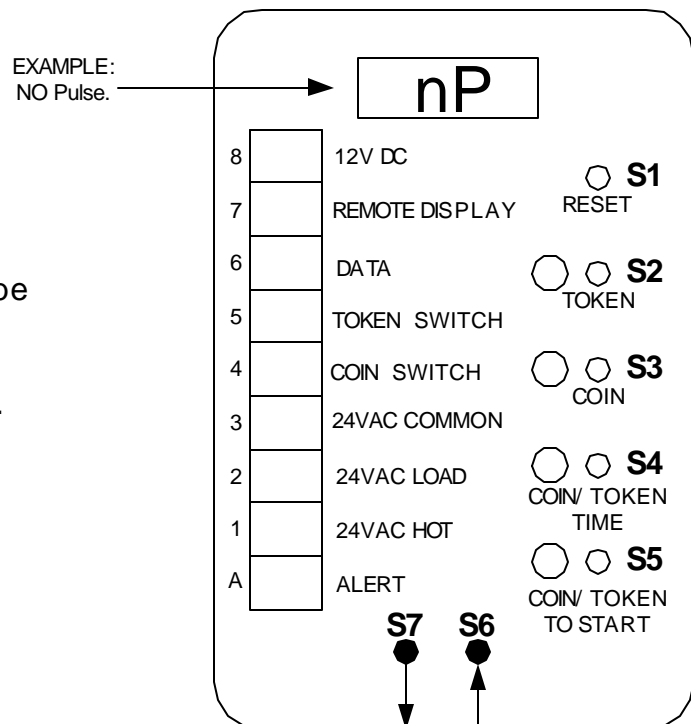 EXAMPLE:
NO Pulse.
nP
8 12V DC
S1
RESET
7 REMOTE DISPLAY
6 DATA
S2
TOKEN
5 TOKEN SWITCH
4 COIN SWITCH
S3
COIN
3 24VAC COMMON
2 24VAC LOAD
S4
COIN/ TOKEN
TIME
1 24VAC HOT
S5
COIN/ TOKEN
TO START
A ALERT
S7 S6